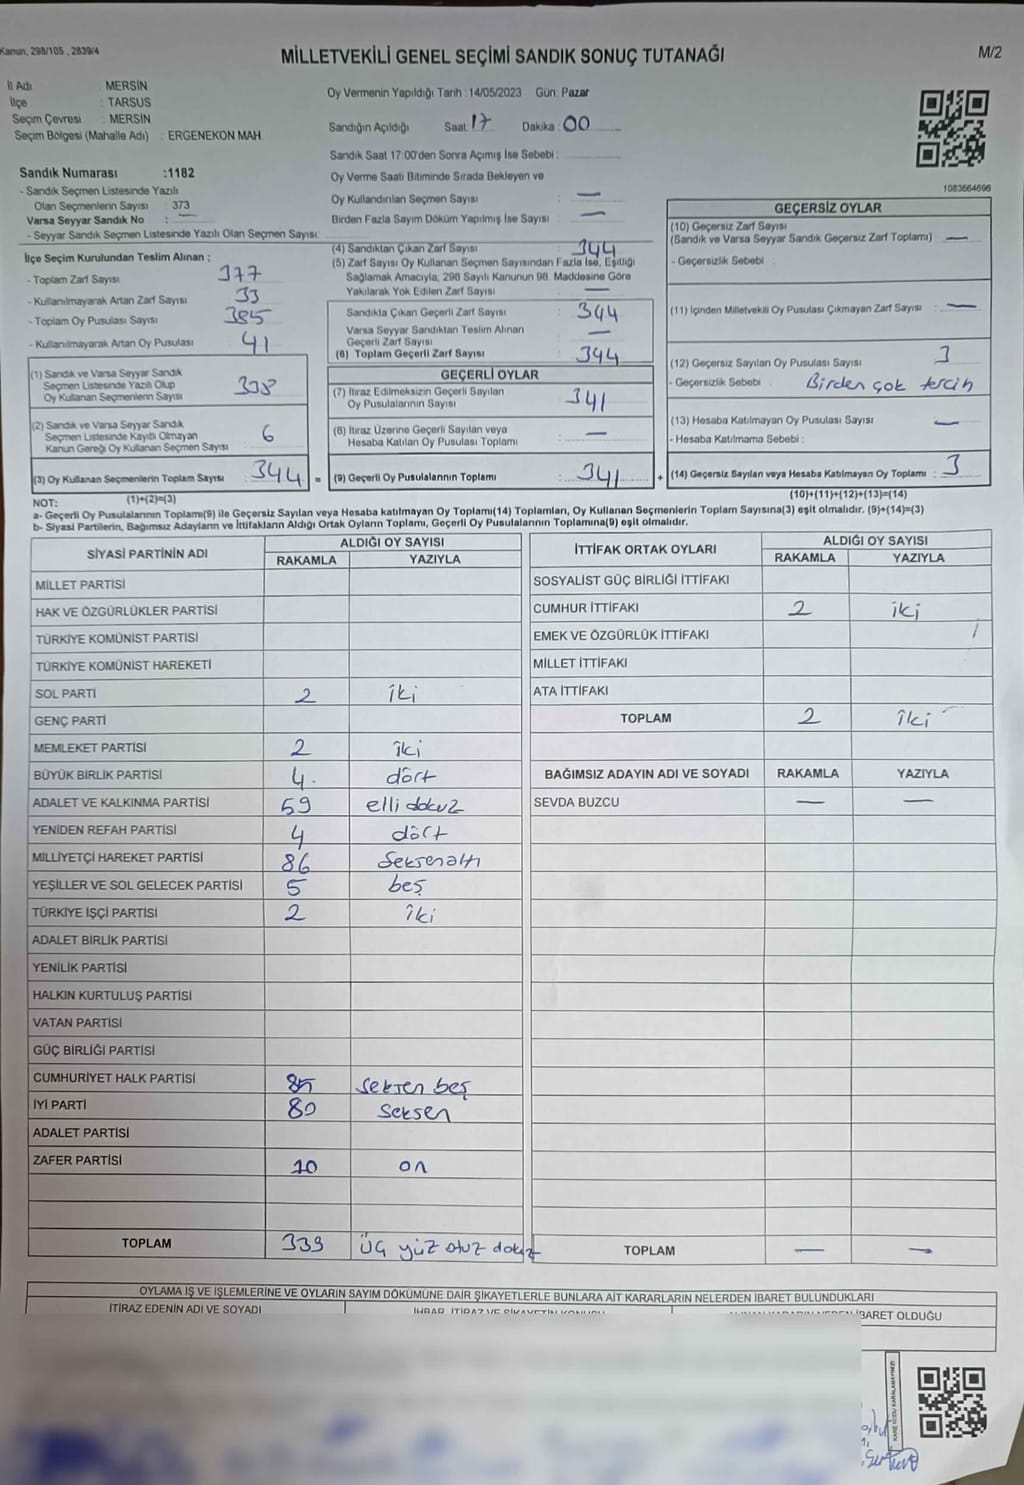 Kanun: 298/105 , 2839/4
MİLLETVEKİLİ GENEL SEÇİMİ SANDIK SONUÇ TUTANAĞI
M/2
İl Adı : MERSİN
İlçe : TARSUS
Seçim Çevresi : MERSİN
Seçim Bölgesi (Mahalle Adı) : ERGENEKON MAH.
Sandık Numarası :1182
- Sandık Seçmen Listesinde Yazılı
Olan Seçmenlerin Sayısı : 373
Varsa Seyyar Sandık No : —
- Seyyar Sandık Seçmen Listesinde Yazılı Olan Seçmen Sayısı:
İlçe Seçim Kurulundan Teslim Alınan :
- Toplam Zarf Sayısı 377
- Kullanılmayarak Artan Zarf Sayısı 33
- Toplam Oy Pusulası Sayısı 385
- Kullanılmayarak Artan Oy Pusulası 41
(1) Sandık ve Varsa Seyyar Sandık
Seçmen Listesinde Yazılı Olup
Oy Kullanan Seçmenlerin Sayısı 338
(2) Sandık ve Varsa Seyyar Sandık
Seçmen Listesinde Kayıtlı Olmayan
Kanun Gereği Oy Kullanan Seçmen Sayısı 6
(3) Oy Kullanan Seçmenlerin Toplam Sayısı : 344
Oy Vermenin Yapıldığı Tarih : 14/05/2023 Gün: Pazar
Sandığın Açıldığı Saat: 17 Dakika : 00
Sandık Saat 17:00'den Sonra Açılmış İse Sebebi :
Oy Verme Saati Bitiminde Sırada Bekleyen ve
Oy Kullandırılan Seçmen Sayısı : —
Birden Fazla Sayım Döküm Yapılmış İse Sayısı : —
(4) Sandıktan Çıkan Zarf Sayısı : 344
(5) Zarf Sayısı Oy Kullanan Seçmen Sayısından Fazla İse, Eşitliği
Sağlamak Amacıyla, 298 Sayılı Kanunun 98. Maddesine Göre
Yakılarak Yok Edilen Zarf Sayısı : —
Sandıkta Çıkan Geçerli Zarf Sayısı : 344
Varsa Seyyar Sandıktan Teslim Alınan
Geçerli Zarf Sayısı : —
(6) Toplam Geçerli Zarf Sayısı : 344
GEÇERLİ OYLAR
(7) İtiraz Edilmeksizin Geçerli Sayılan
Oy Pusulalarının Sayısı : 341
(8) İtiraz Üzerine Geçerli Sayılan veya
Hesaba Katılan Oy Pusulası Toplamı : —
= (9) Geçerli Oy Pusulalarının Toplamı : 341 +
1083664696
GEÇERSİZ OYLAR
(10) Geçersiz Zarf Sayısı
(Sandık ve Varsa Seyyar Sandık Geçersiz Zarf Toplamı) : —
- Geçersizlik Sebebi :
(11) İçinden Milletvekili Oy Pusulası Çıkmayan Zarf Sayısı : —
(12) Geçersiz Sayılan Oy Pusulası Sayısı : 3
- Geçersizlik Sebebi : Birden çok tercih
(13) Hesaba Katılmayan Oy Pusulası Sayısı : —
- Hesaba Katılmama Sebebi :
(14) Geçersiz Sayılan veya Hesaba Katılmayan Oy Toplamı : 3
(1)+(2)=(3)
(10)+(11)+(12)+(13)=(14)
NOT:
a- Geçerli Oy Pusulalarının Toplamı(9) ile Geçersiz Sayılan veya Hesaba katılmayan Oy Toplamı(14) Toplamları, Oy Kullanan Seçmenlerin Toplam Sayısına(3) eşit olmalıdır. (9)+(14)=(3)
b- Siyasi Partilerin, Bağımsız Adayların ve İttifakların Aldığı Ortak Oyların Toplamı, Geçerli Oy Pusulalarının Toplamına(9) eşit olmalıdır.
SİYASİ PARTİNİN ADI ALDIĞI OY SAYISI
RAKAMLA YAZIYLA
MİLLET PARTİSİ
HAK VE ÖZGÜRLÜKLER PARTİSİ
TÜRKİYE KOMÜNİST PARTİSİ
TÜRKİYE KOMÜNİST HAREKETİ
SOL PARTİ 2 iki
GENÇ PARTİ
MEMLEKET PARTİSİ 2 iki
BÜYÜK BİRLİK PARTİSİ 4. dört
ADALET VE KALKINMA PARTİSİ 59 elli dokuz
YENİDEN REFAH PARTİSİ 4 dört
MİLLİYETÇİ HAREKET PARTİSİ 86 Seksenaltı
YEŞİLLER VE SOL GELECEK PARTİSİ 5 beş
TÜRKİYE İŞÇİ PARTİSİ 2 iki
ADALET BİRLİK PARTİSİ
YENİLİK PARTİSİ
HALKIN KURTULUŞ PARTİSİ
VATAN PARTİSİ
GÜÇ BİRLİĞİ PARTİSİ
CUMHURİYET HALK PARTİSİ 85 seksen beş
İYİ PARTİ 80 seksen
ADALET PARTİSİ
ZAFER PARTİSİ 10 on
TOPLAM 339 üç yüz otuz dokuz
İTTİFAK ORTAK OYLARI ALDIĞI OY SAYISI
RAKAMLA YAZIYLA
SOSYALİST GÜÇ BİRLİĞİ İTTİFAKI
CUMHUR İTTİFAKI 2 iki
EMEK VE ÖZGÜRLÜK İTTİFAKI
MİLLET İTTİFAKI
ATA İTTİFAKI
TOPLAM 2 iki
BAĞIMSIZ ADAYIN ADI VE SOYADI RAKAMLA YAZIYLA
SEVDA BUZCU — —
TOPLAM — —
OYLAMA İŞ VE İŞLEMLERİNE VE OYLARIN SAYIM DÖKÜMÜNE DAİR ŞİKAYETLERLE BUNLARA AİT KARARLARIN NELERDEN İBARET BULUNDUKLARI
İTİRAZ EDENİN ADI VE SOYADI İHBAR, İTİRAZ VE ŞİKAYETİN KONUSU ALINAN KARARIN NEDEN İBARET OLDUĞU
KARE KODU KARALAMAYINIZ!